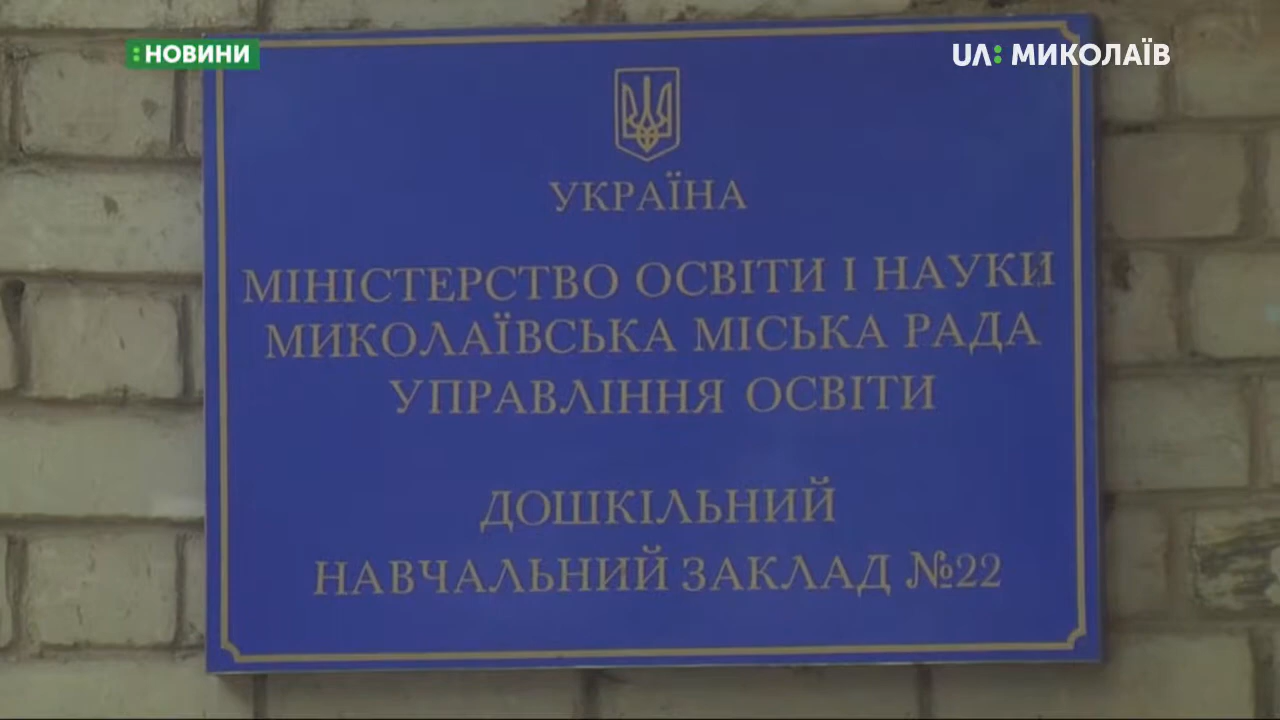 :НОВИНИ
UA: МИКОЛАЇВ
УКРАЇНА
МІНІСТЕРСТВО ОСВІТИ І НАУКИ
МИКОЛАЇВСЬКА МІСЬКА РАДА
УПРАВЛІННЯ ОСВІТИ
ДОШКІЛЬНИЙ
НАВЧАЛЬНИЙ ЗАКЛАД №22